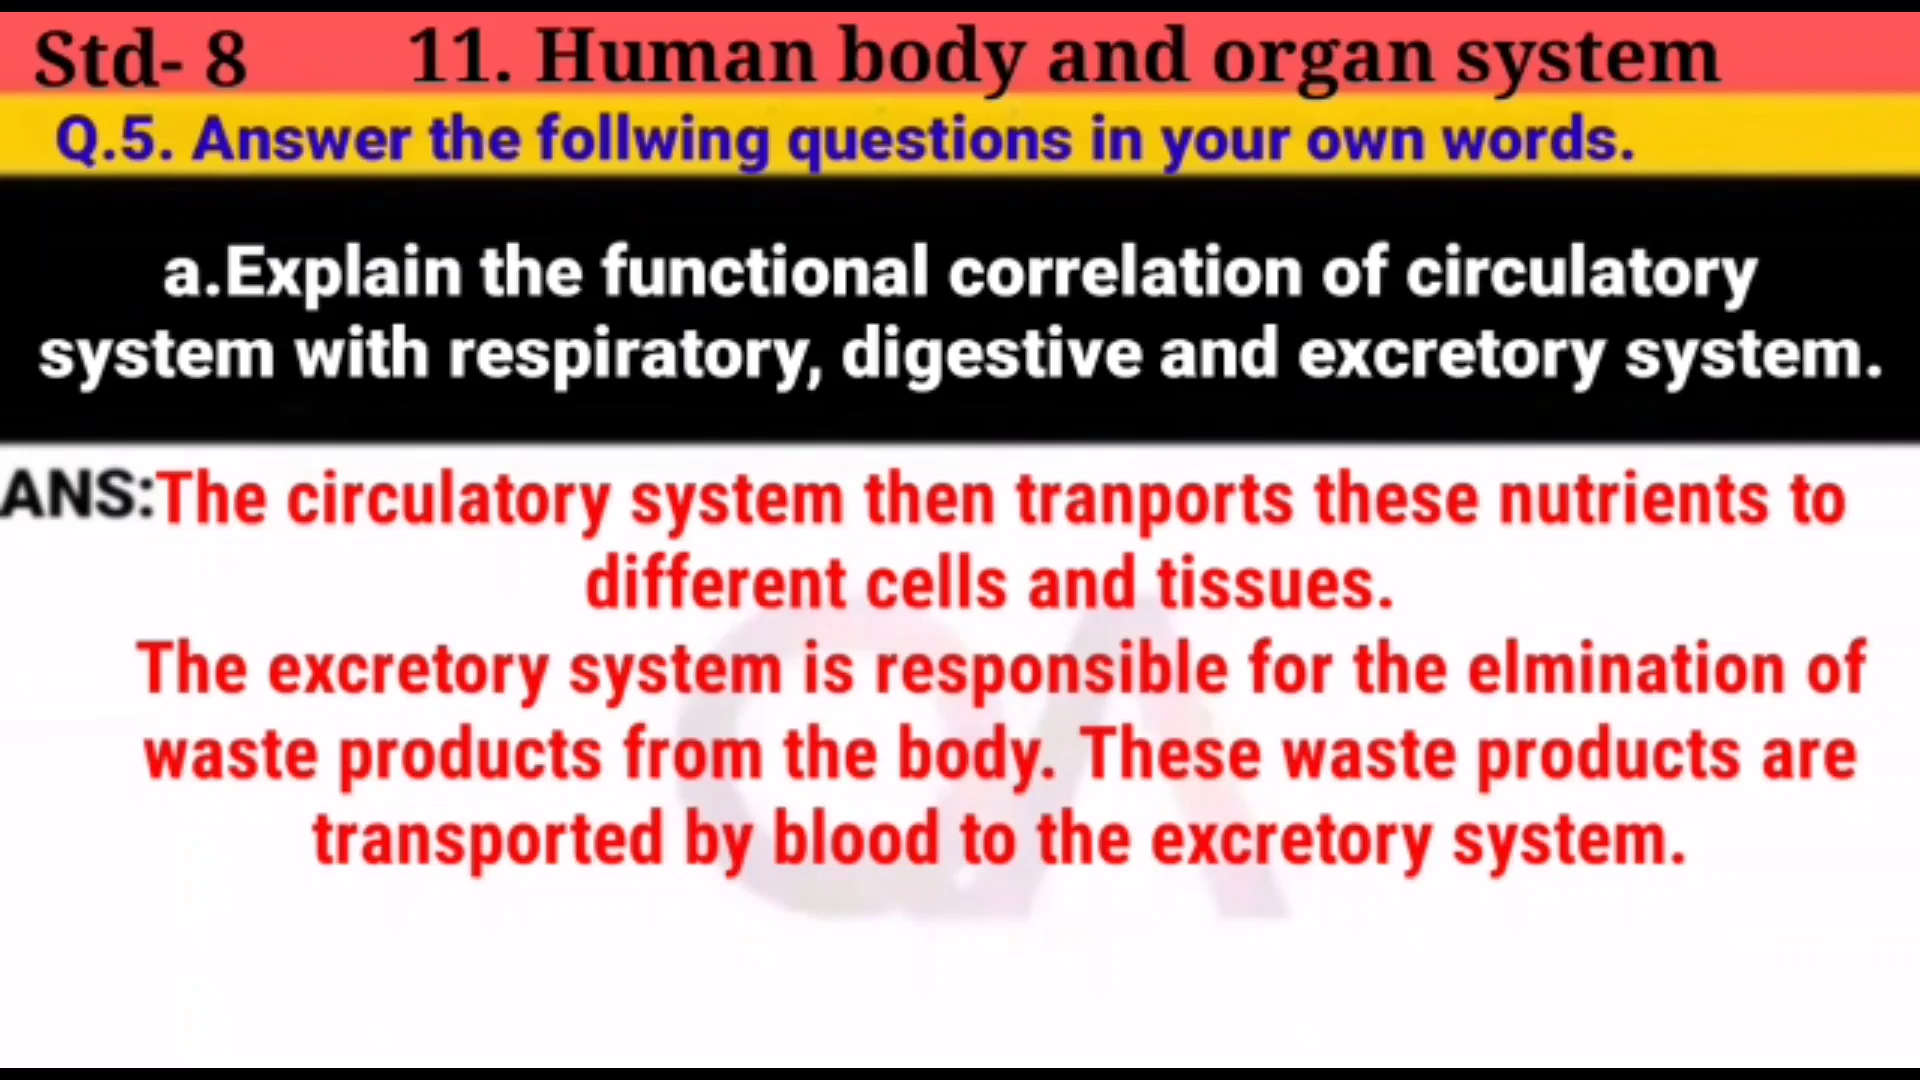 Std- 8 11. Human body and organ system
Q.5. Answer the follwing questions in your own words.
a.Explain the functional correlation of circulatory
system with respiratory, digestive and excretory system.
ANS:The circulatory system then tranports these nutrients to
different cells and tissues.
The excretory system is responsible for the elmination of
waste products from the body. These waste products are
transported by blood to the excretory system.